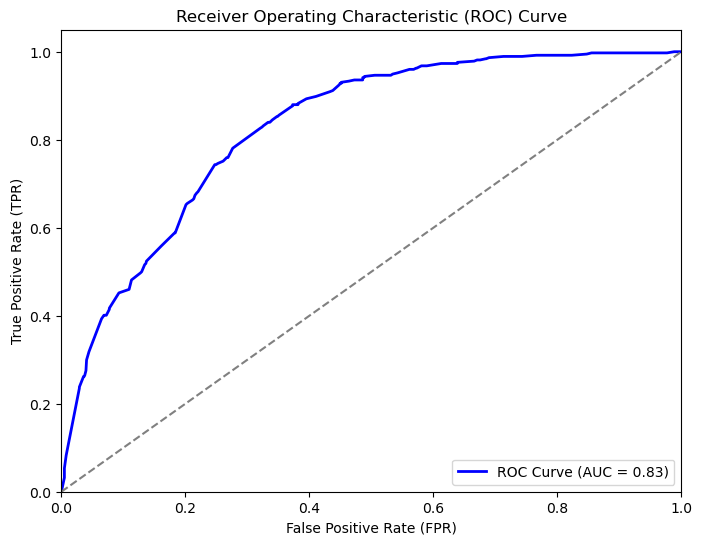 Receiver Operating Characteristic (ROC) Curve
1.0
0.8
0.6
0.4
0.2
0.0
True Positive Rate (TPR)
ROC Curve (AUC = 0.83)
0.0 0.2 0.4 0.6 0.8 1.0
False Positive Rate (FPR)